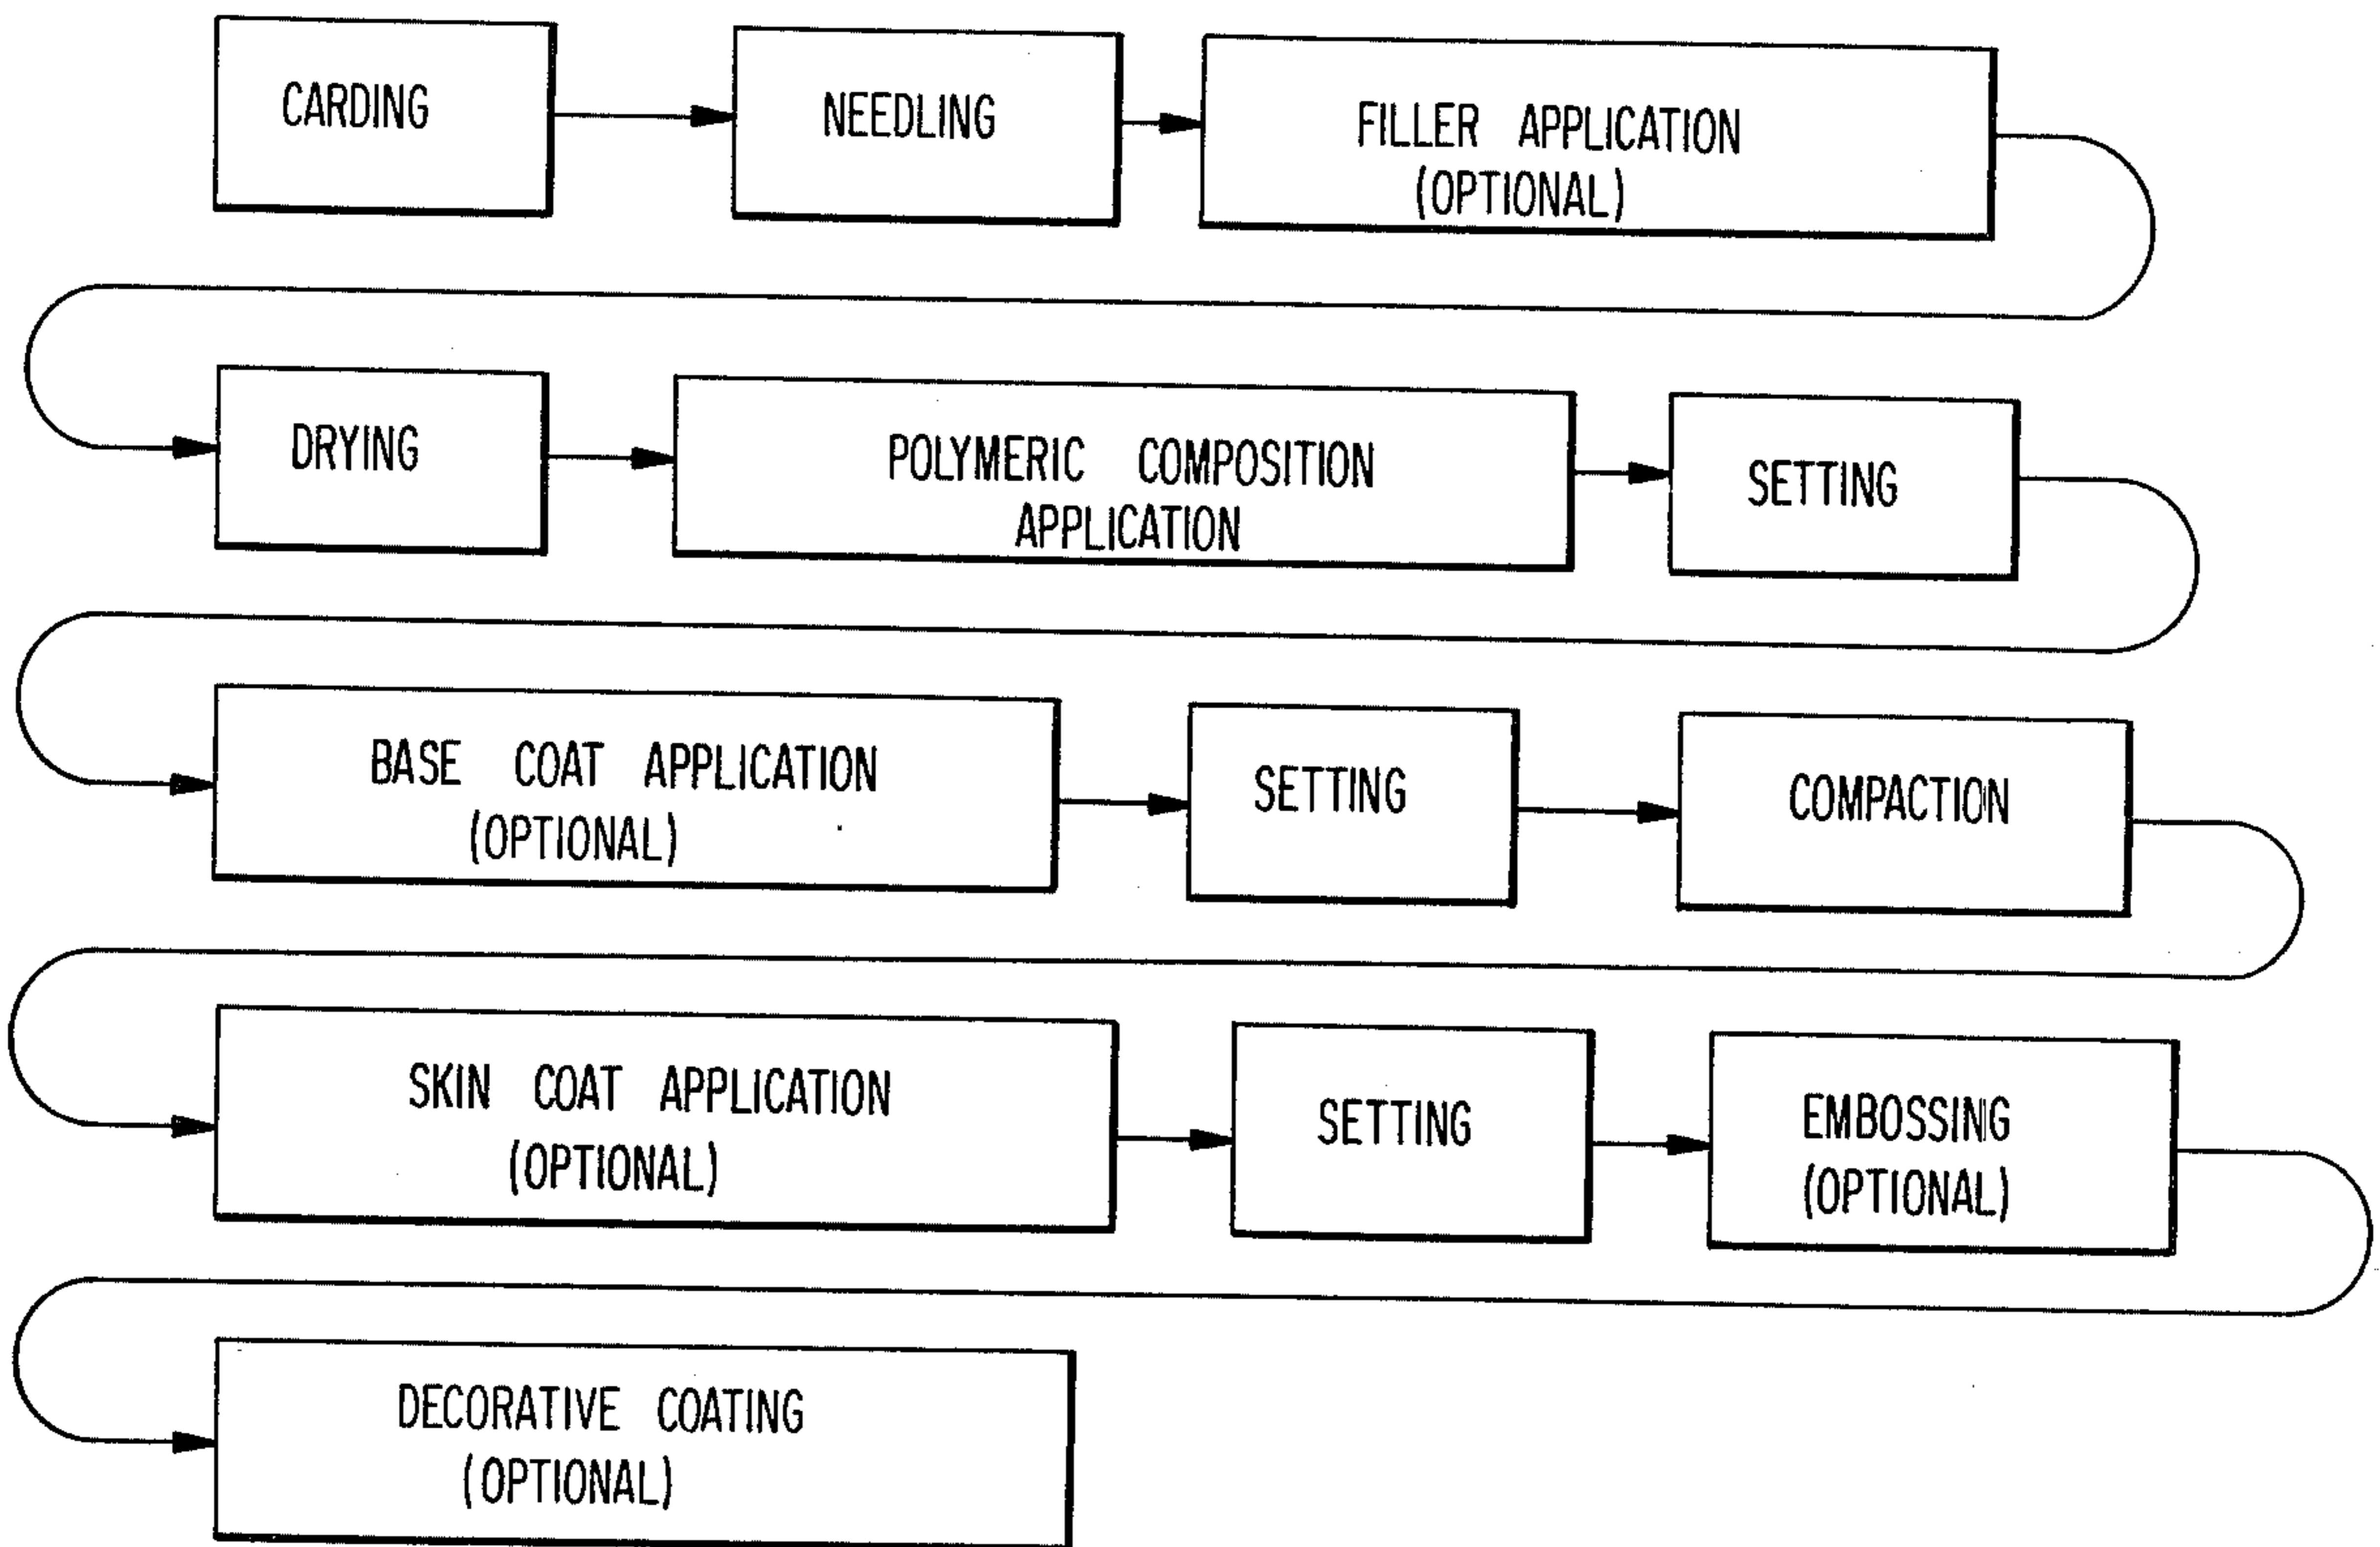 CARDING
NEEDLING
FILLER APPLICATION
(OPTIONAL)
DRYING
POLYMERIC COMPOSITION
APPLICATION
SETTING
BASE COAT APPLICATION
(OPTIONAL)
SETTING
COMPACTION
SKIN COAT APPLICATION
(OPTIONAL)
SETTING
EMBOSSING
(OPTIONAL)
DECORATIVE COATING
(OPTIONAL)